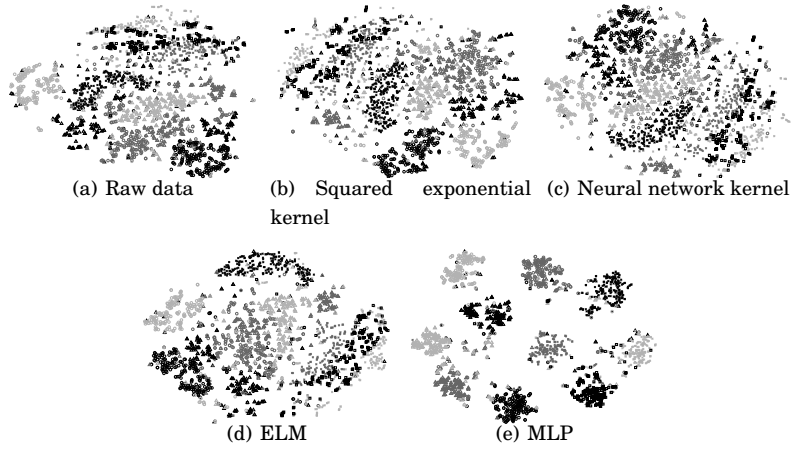 (a) Raw data
(b) Squared exponential
kernel
(c) Neural network kernel
(d) ELM
(e) MLP